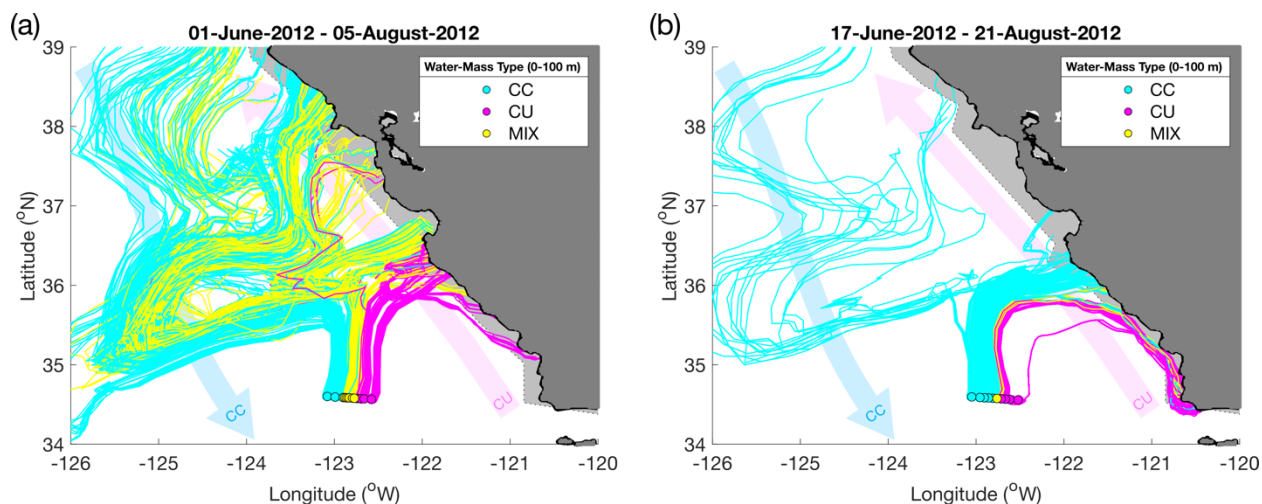 (a)
01-June-2012 - 05-August-2012
39
38
37
36
35
34
Latitude (°N)
Water-Mass Type (0-100 m)
CC
CU
MIX
CC
CU
-126
-125
-124
-123
-122
-121
-120
Longitude (°W)
(b)
17-June-2012 - 21-August-2012
39
38
37
36
35
34
Latitude (°N)
Water-Mass Type (0-100 m)
CC
CU
MIX
CC
CU
-126
-125
-124
-123
-122
-121
-120
Longitude (°W)